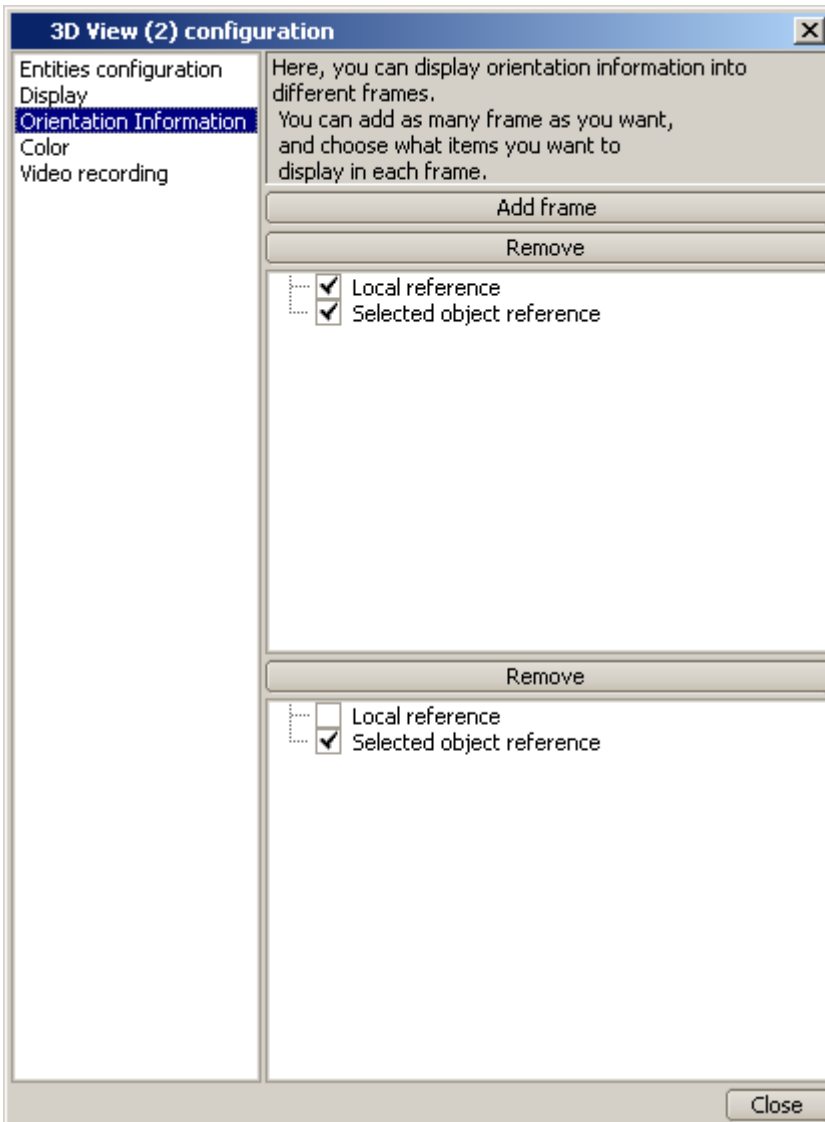 3D View (2) configuration
Entities configuration
Display
Orientation Information
Color
Video recording
Here, you can display orientation information into
different frames.
You can add as many frame as you want,
and choose what items you want to
display in each frame.
Add frame
Remove
Local reference
Selected object reference
Remove
Local reference
Selected object reference
Close